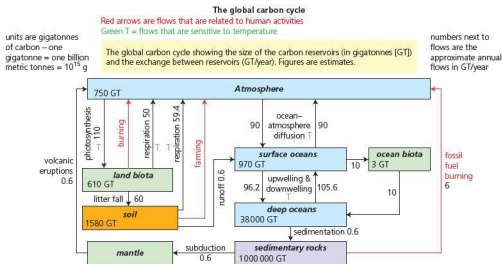 The global carbon cycle
Red arrows are flows that are related to human activities
Green T = flows that are sensitive to temperature
units are gigatonnes
of carbon – one
gigatonne = one billion
metric tonnes = 10¹⁵ g
The global carbon cycle showing the size of the carbon reservoirs (in gigatonnes [GT])
and the exchange between reservoirs (GT/year). Figures are estimates.
numbers next to
flows are the
approximate annual
flows in GT/year
Atmosphere
750 GT
photosynthesis
110
T
burning
respiration 50
T
T
respiration 59.4
farming
90
ocean–
atmosphere
diffusion T
90
volcanic
eruptions
0.6
land biota
610 GT
litter fall
60
soil
1580 GT
runoff 0.6
surface oceans
970 GT
10
ocean biota
3 GT
96.2
upwelling &
downwelling
T
105.6
10
deep oceans
38000 GT
sedimentation 0.6
fossil
fuel
burning
6
mantle
subduction
0.6
sedimentary rocks
1000 000 GT